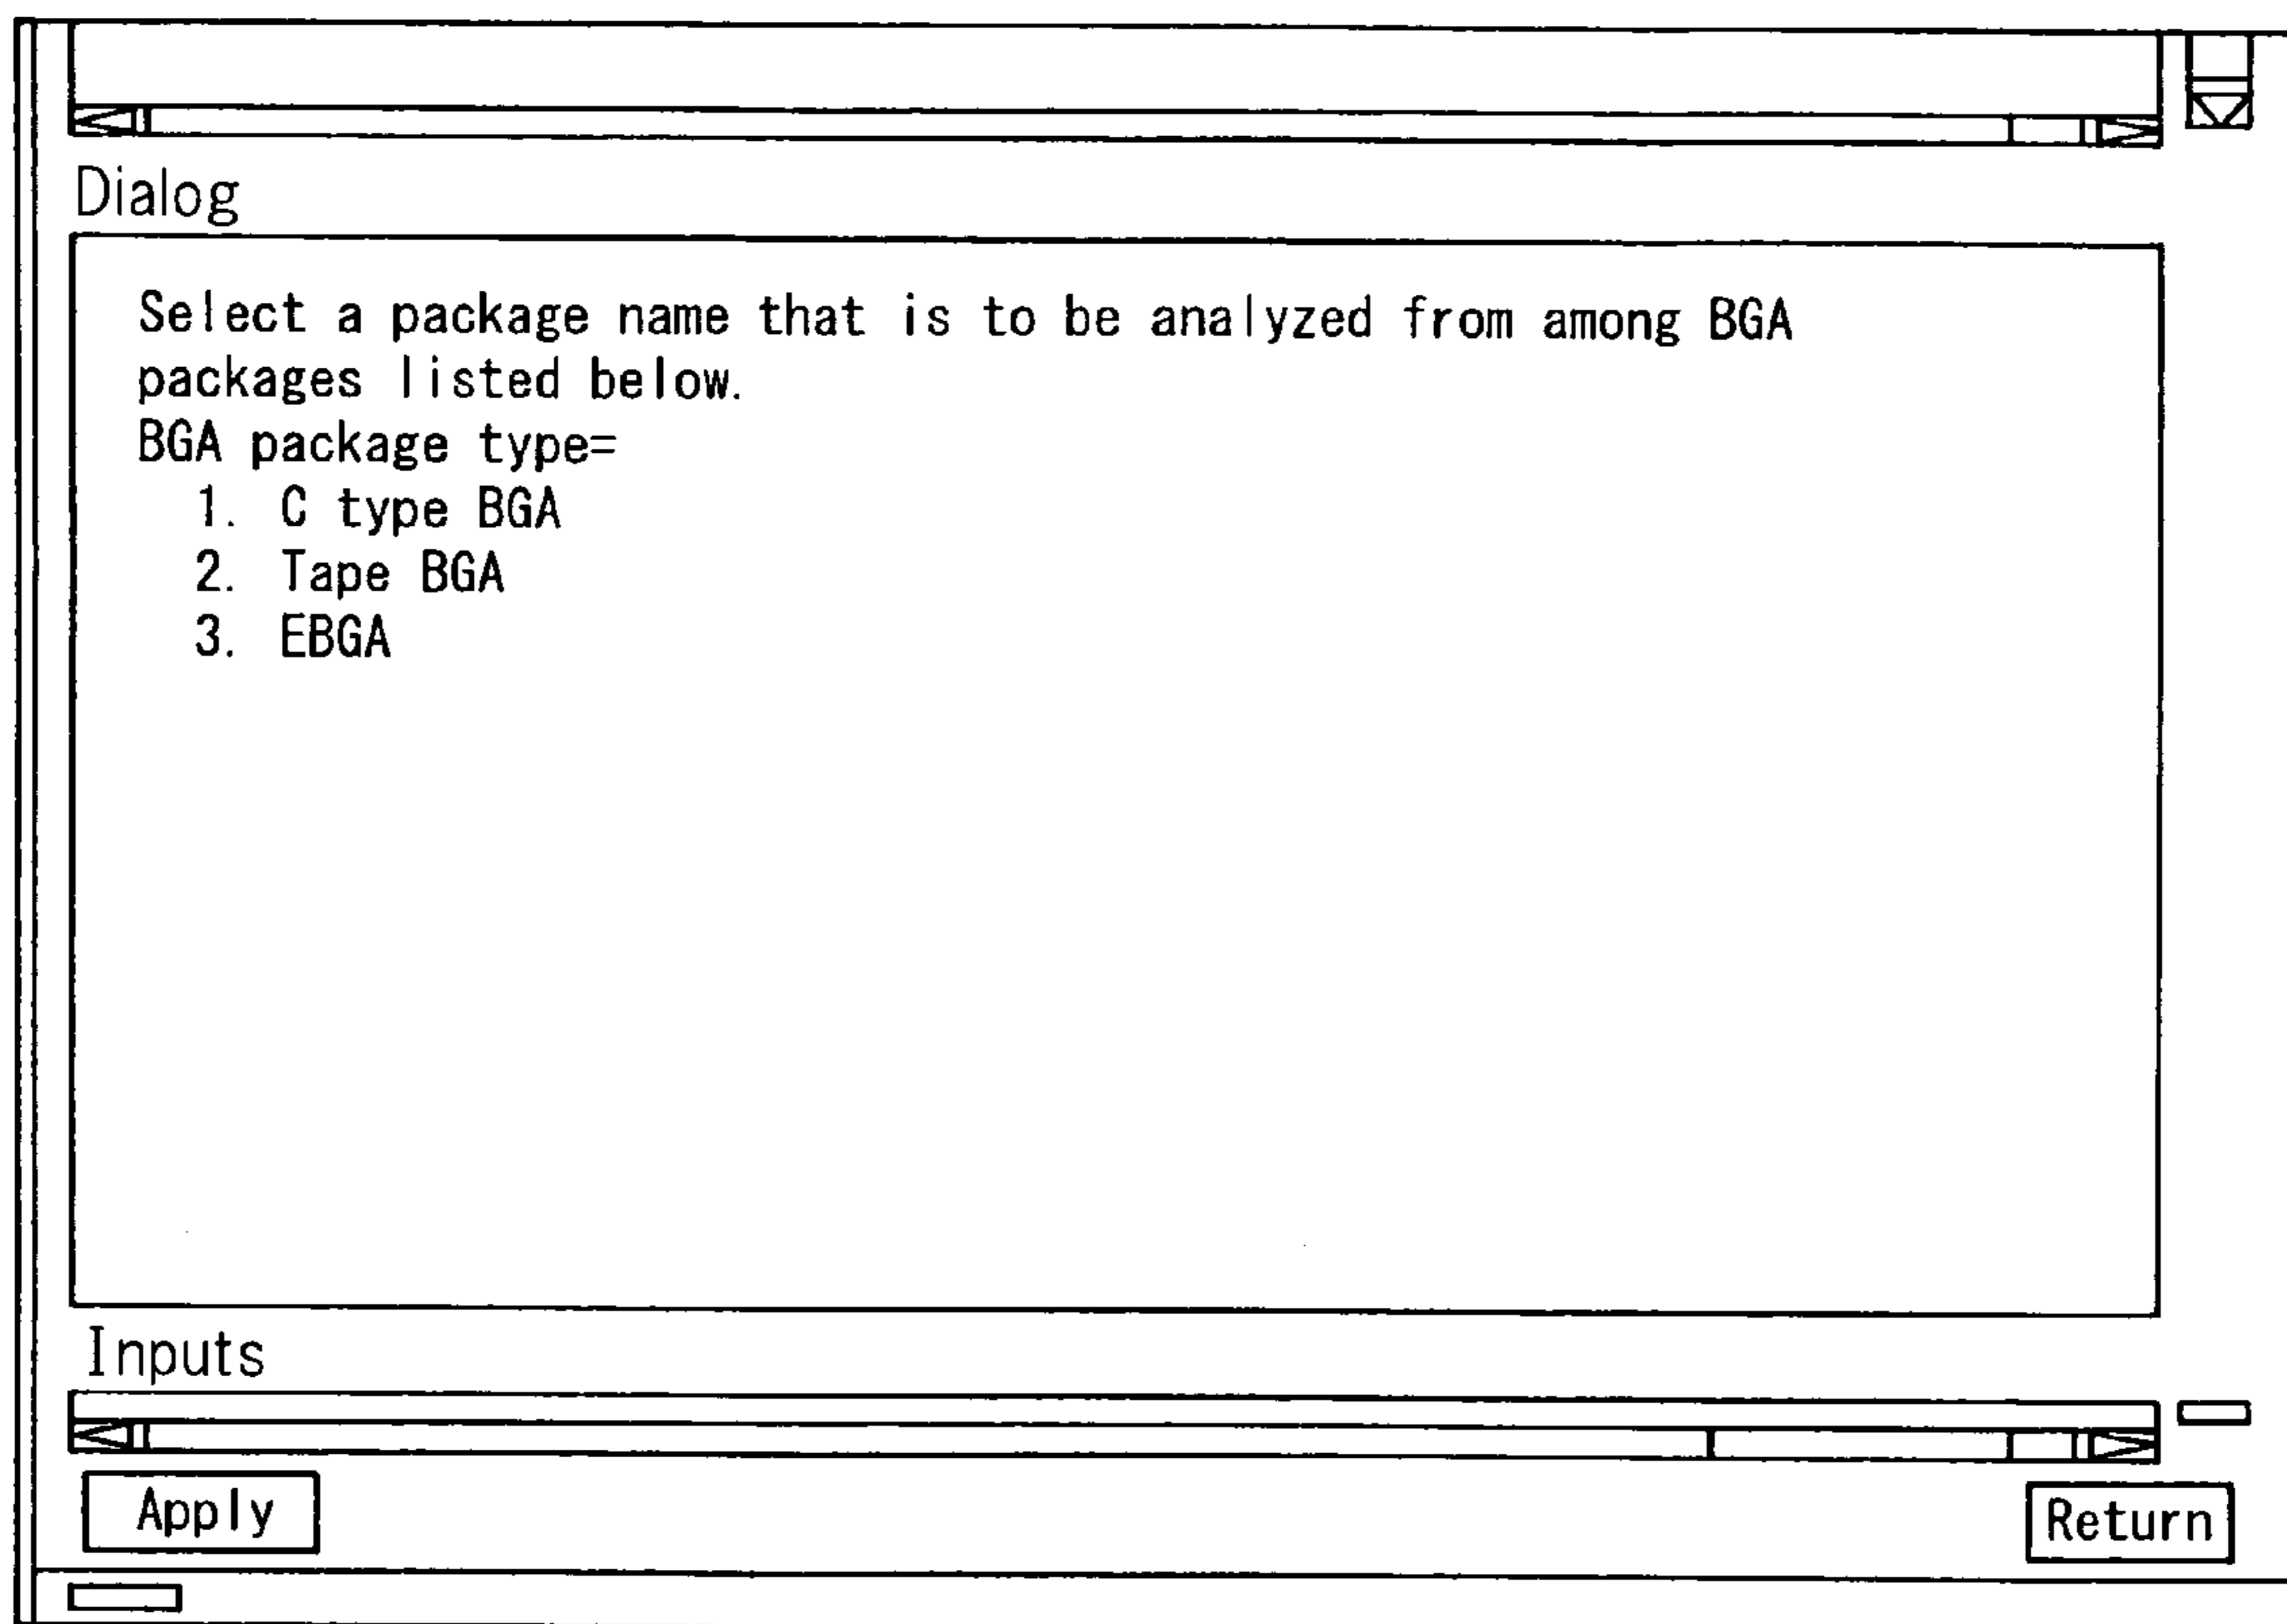 Dialog
Select a package name that is to be analyzed from among BGA
packages listed below.
BGA package type=
1. C type BGA
2. Tape BGA
3. EBGA
Inputs
Apply
Return